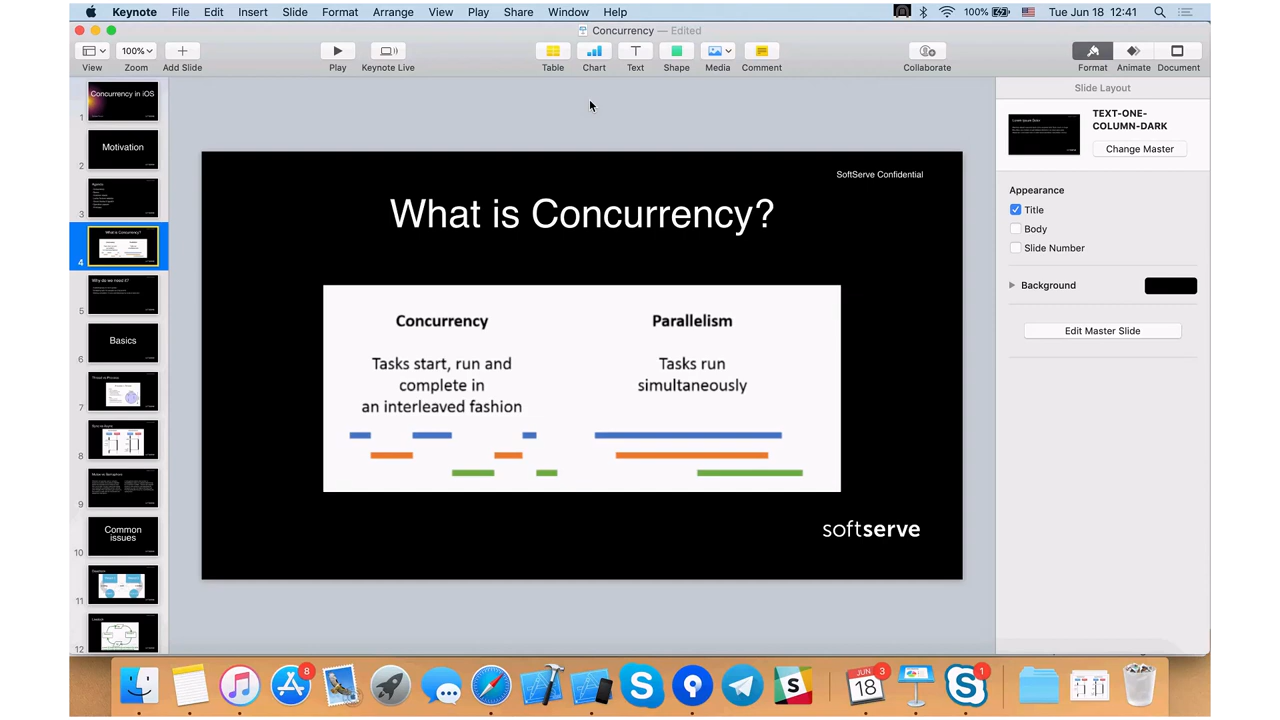 Keynote File Edit Insert Slide Format Arrange View Play Share Window Help
100% Tue Jun 18 12:41
Concurrency — Edited
100%
View Zoom Add Slide Play Keynote Live Table Chart Text Shape Media Comment Collaborate Format Animate Document
Concurrency in iOS
1
Motivation
2
Agenda
3
What is Concurrency?
4
Why do we need it?
5
Basics
6
7
8
9
Common
issues
10
11
12
SoftServe Confidential
What is Concurrency?
Concurrency
Tasks start, run and
complete in
an interleaved fashion
Parallelism
Tasks run
simultaneously
softserve
Slide Layout
TEXT-ONE-
COLUMN-DARK
Change Master
Appearance
Title
Body
Slide Number
Background
Edit Master Slide
8
JUN
18
3
1